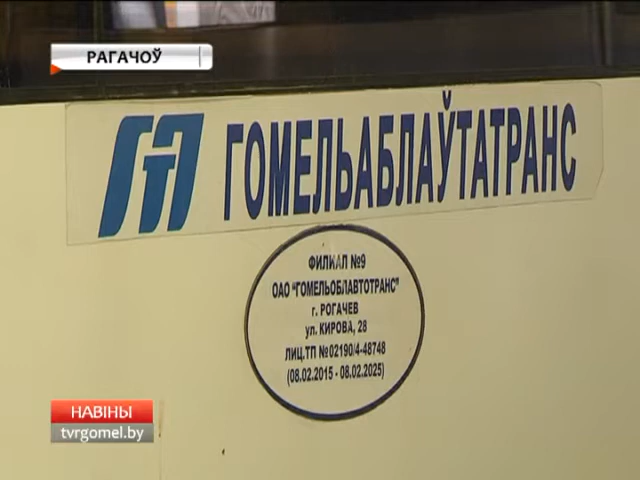 РАГАЧОЎ
ГОМЕЛЬАБЛАЎТАТРАНС
ФИЛИАЛ №9
ОАО "ГОМЕЛЬОБЛАВТОТРАНС"
г. РОГАЧЕВ
ул. КИРОВА, 28
ЛИЦ.ТП №02190/4-48748
(08.02.2015 - 08.02.2025)
НАВІНЫ
tvrgomel.by